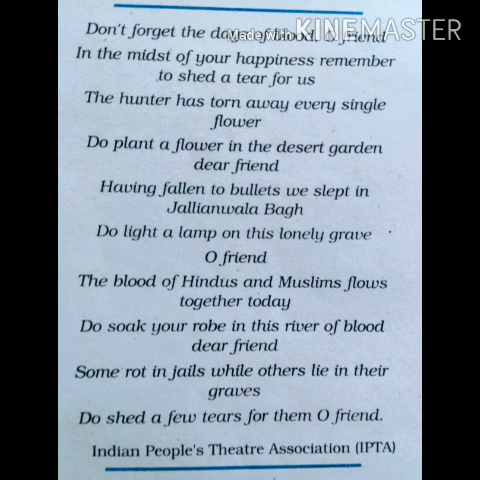 Made with KINEMASTER
Don't forget the days of blood, O friend
In the midst of your happiness remember
to shed a tear for us
The hunter has torn away every single
flower
Do plant a flower in the desert garden
dear friend
Having fallen to bullets we slept in
Jallianwala Bagh
Do light a lamp on this lonely grave
O friend
The blood of Hindus and Muslims flows
together today
Do soak your robe in this river of blood
dear friend
Some rot in jails while others lie in their
graves
Do shed a few tears for them O friend.
Indian People's Theatre Association (IPTA)